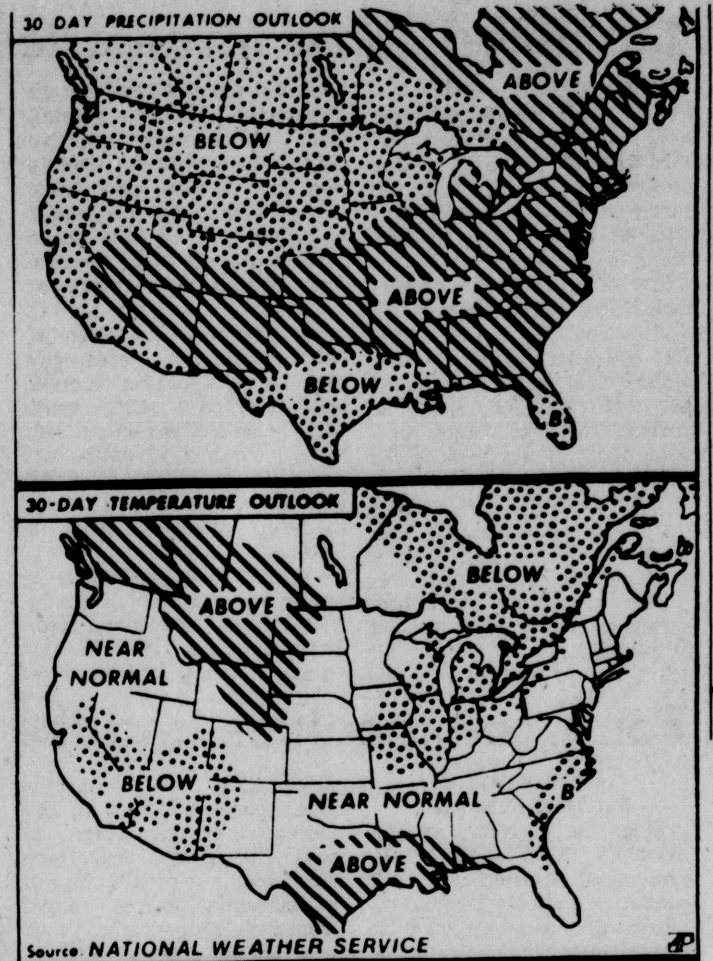 30 DAY PRECIPITATION OUTLOOK
ABOVE
BELOW
ABOVE
BELOW
B
30-DAY TEMPERATURE OUTLOOK
BELOW
ABOVE
NEAR
NORMAL
BELOW
B
NEAR NORMAL
ABOVE
Source: NATIONAL WEATHER SERVICE
AP